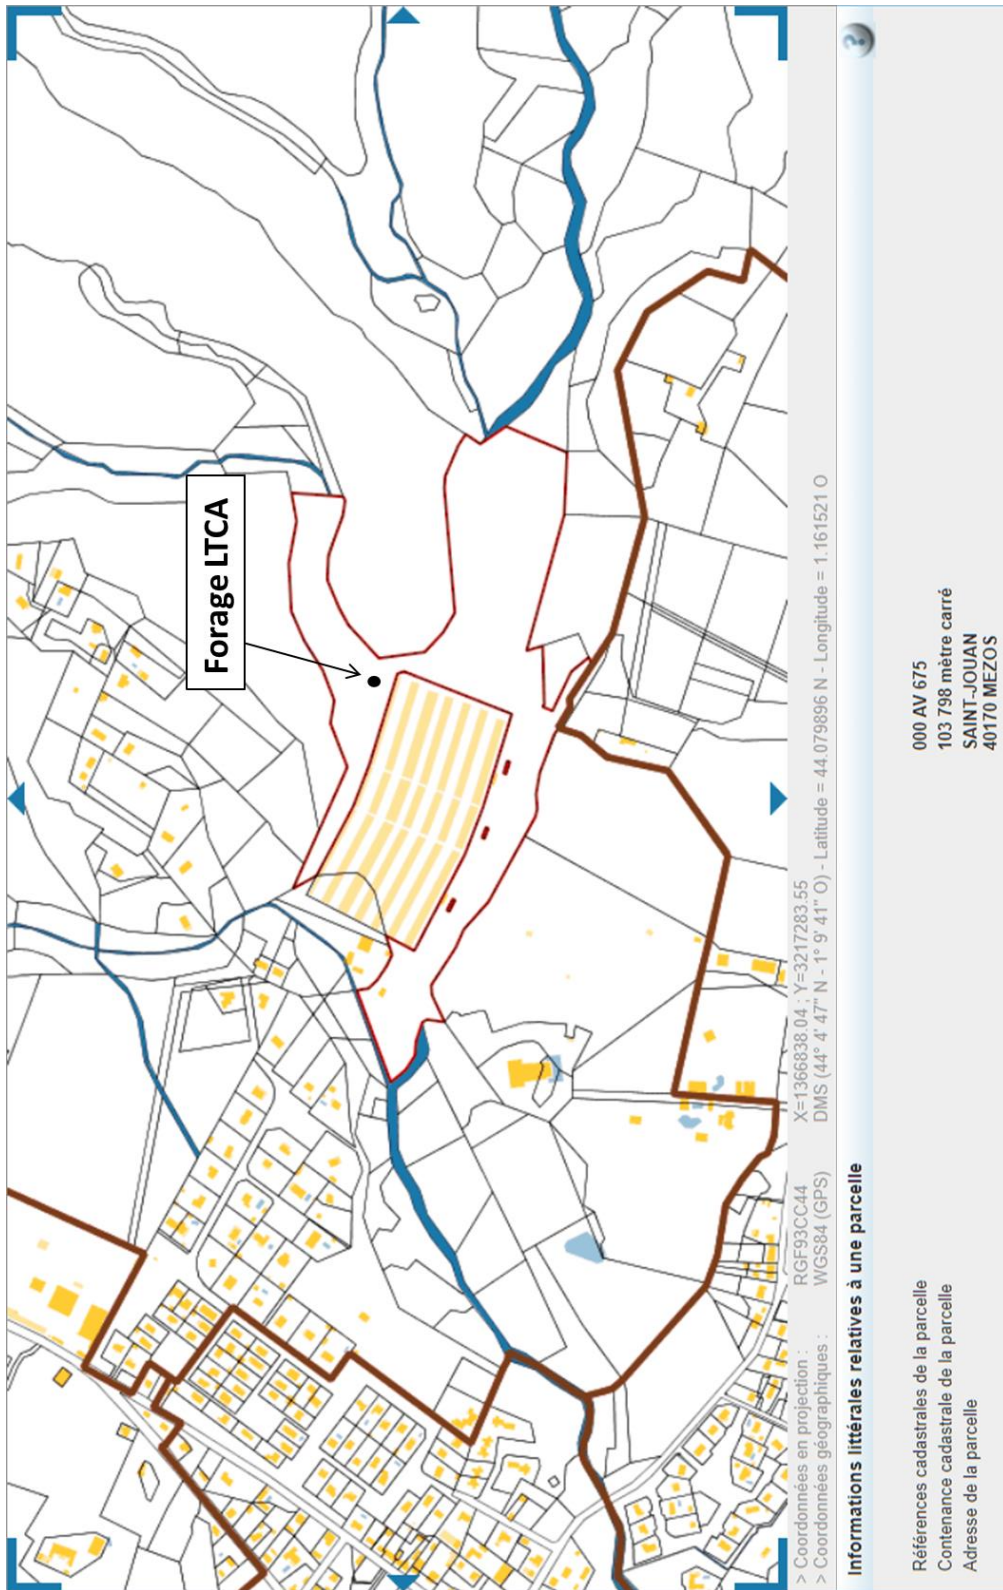 Forage LTCA
> Coordonnées en projection : RGF93CC44 X=1366838.04 ; Y=3217283.55
> Coordonnées géographiques : WGS84 (GPS) DMS (44° 4' 47" N - 1° 9' 41" O) - Latitude = 44.079896 N - Longitude = 1.161521 O
Informations littérales relatives à une parcelle
?
Références cadastrales de la parcelle 000 AV 675
Contenance cadastrale de la parcelle 103 798 mètre carré
Adresse de la parcelle SAINT-JOUAN
40170 MEZOS